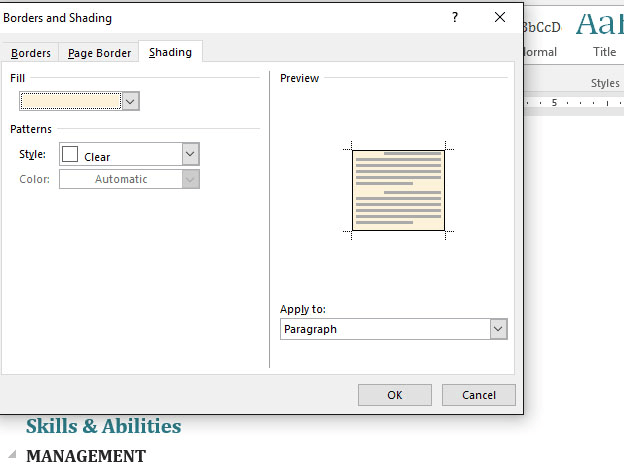 Borders and Shading ? 
Borders Page Border Shading
Fill
Patterns
Style: Clear
Color: Automatic
Preview
Apply to:
Paragraph
OK Cancel
BbCcD AaB
Title
Styles
5
Skills & Abilities
MANAGEMENT